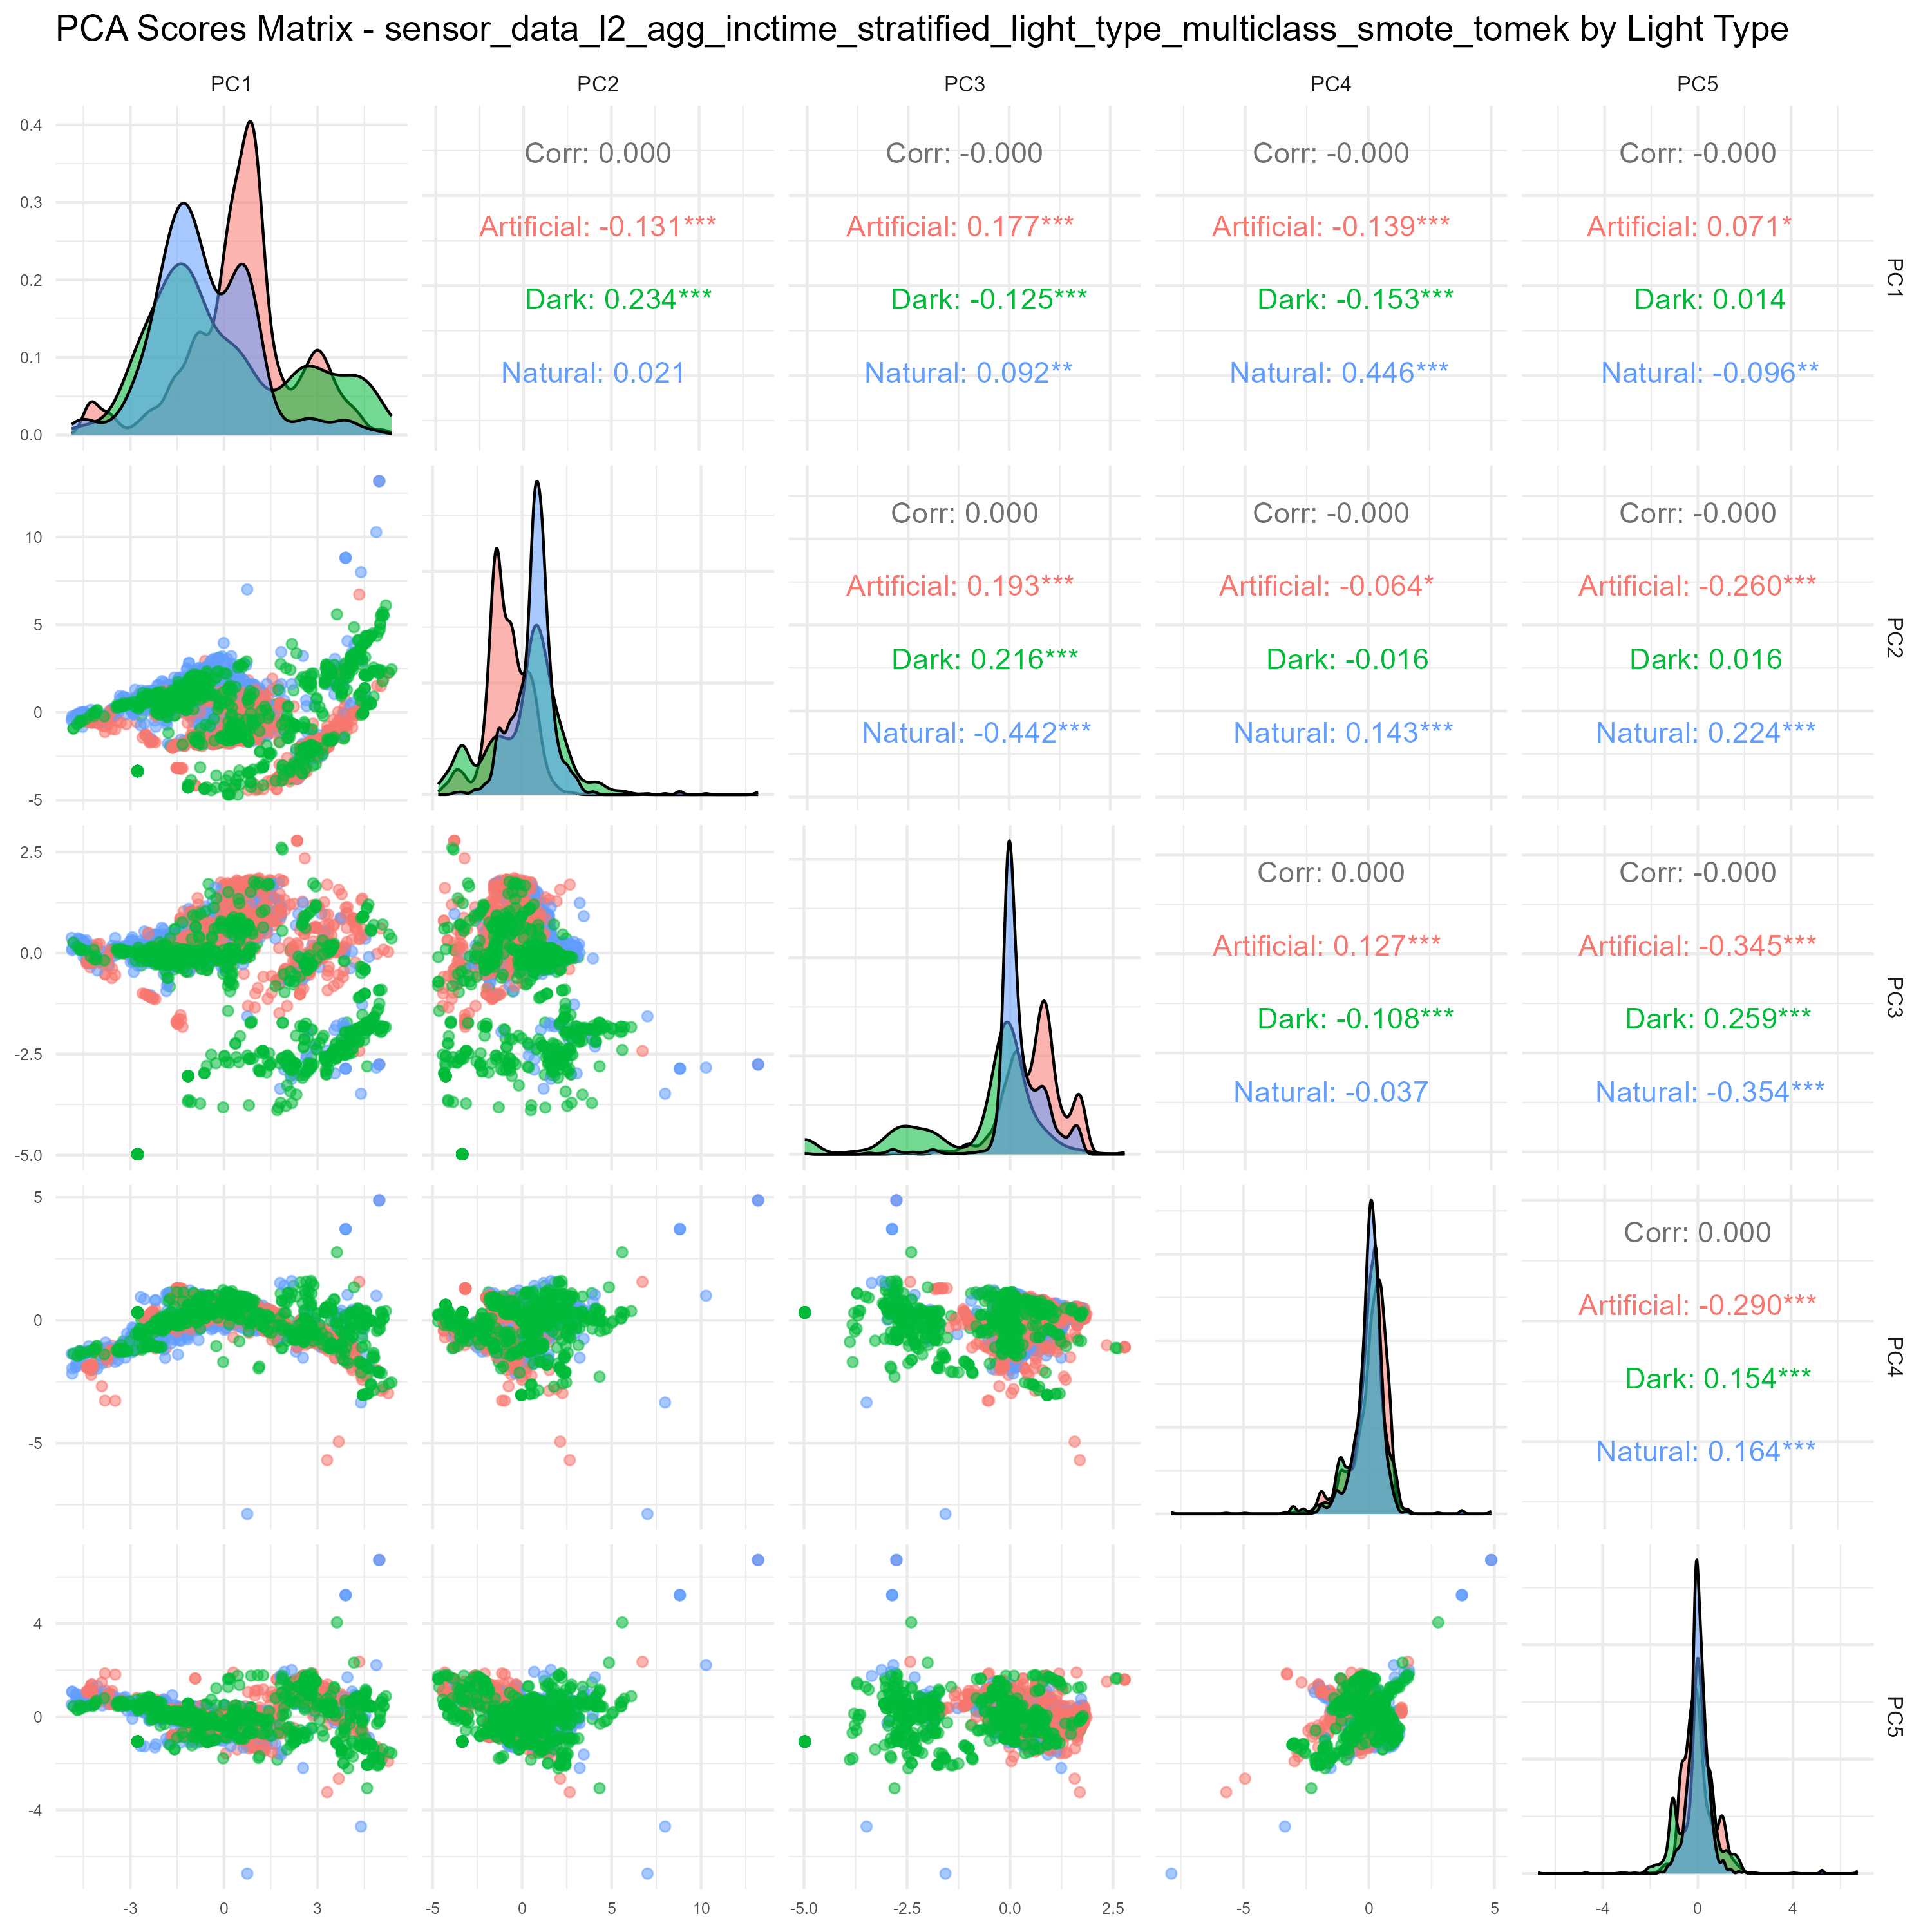 PCA Scores Matrix - sensor_data_l2_agg_inctime_stratified_light_type_multiclass_smote_tomek by Light Type
PC1 PC2 PC3 PC4 PC5
0.4
0.3
0.2
0.1
0.0
Corr: 0.000
Artificial: -0.131***
Dark: 0.234***
Natural: 0.021
Corr: -0.000
Artificial: 0.177***
Dark: -0.125***
Natural: 0.092**
Corr: -0.000
Artificial: -0.139***
Dark: -0.153***
Natural: 0.446***
Corr: -0.000
Artificial: 0.071*
Dark: 0.014
Natural: -0.096**
PC1
10
5
0
-5
Corr: 0.000
Artificial: 0.193***
Dark: 0.216***
Natural: -0.442***
Corr: -0.000
Artificial: -0.064*
Dark: -0.016
Natural: 0.143***
Corr: -0.000
Artificial: -0.260***
Dark: 0.016
Natural: 0.224***
PC2
2.5
0.0
-2.5
-5.0
Corr: 0.000
Artificial: 0.127***
Dark: -0.108***
Natural: -0.037
Corr: -0.000
Artificial: -0.345***
Dark: 0.259***
Natural: -0.354***
PC3
5
0
-5
Corr: 0.000
Artificial: -0.290***
Dark: 0.154***
Natural: 0.164***
PC4
4
0
-4
PC5
-3 0 3
-5 0 5 10
-5.0 -2.5 0.0 2.5
-5 0 5
-4 0 4